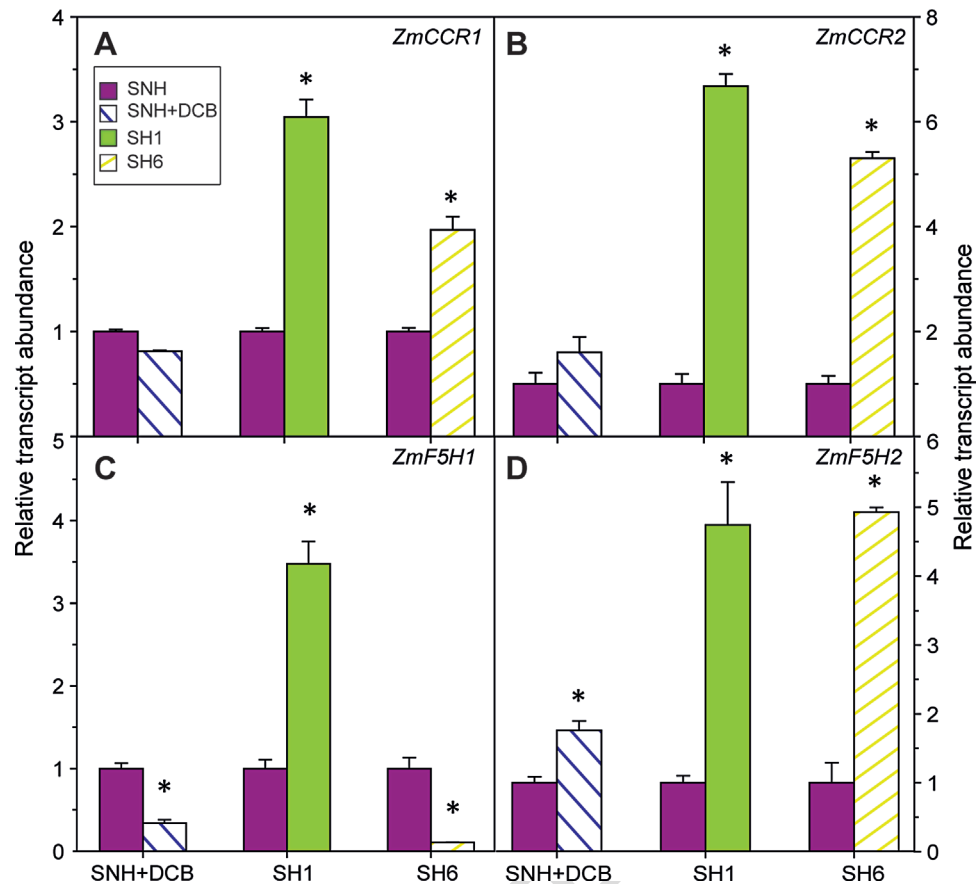 A
ZmCCR1
SNH
SNH+DCB
SH1
SH6
4
3
2
1
*
*
B
ZmCCR2
8
6
4
2
*
*
Relative transcript abundance
Relative transcript abundance
C
ZmF5H1
5
4
3
2
1
0
*
*
*
D
ZmF5H2
6
5
4
3
2
1
0
*
*
*
SNH+DCB
SH1
SH6
SNH+DCB
SH1
SH6